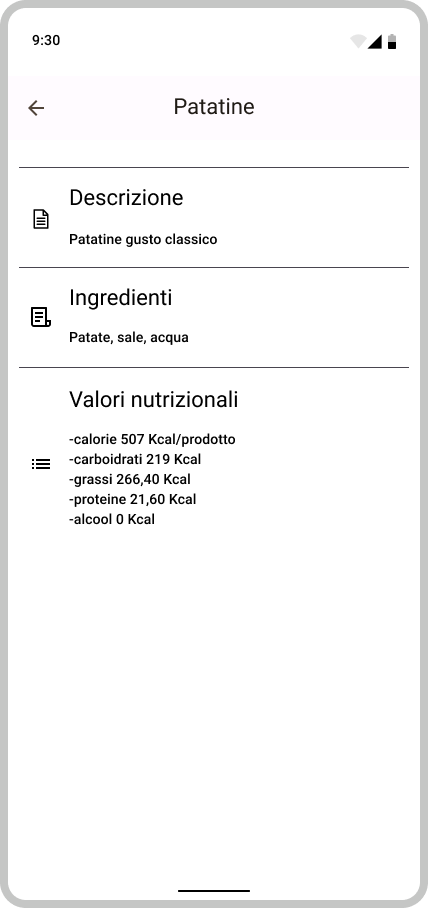 9:30
Patatine
Descrizione
Patatine gusto classico
Ingredienti
Patate, sale, acqua
Valori nutrizionali
-calorie 507 Kcal/prodotto
-carboidrati 219 Kcal
-grassi 266,40 Kcal
-proteine 21,60 Kcal
-alcool 0 Kcal